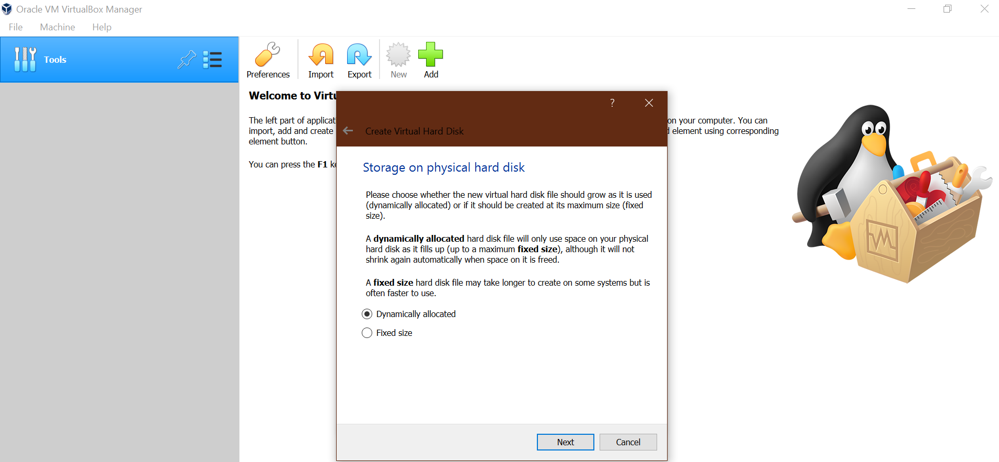 Oracle VM VirtualBox Manager
File Machine Help
Tools
Preferences Import Export New Add
Welcome to Virtu
The left part of applicat
on your computer. You can
import, add and create
element using corresponding
element button.
You can press the F1 ke
?
Create Virtual Hard Disk
Storage on physical hard disk
Please choose whether the new virtual hard disk file should grow as it is used
(dynamically allocated) or if it should be created at its maximum size (fixed
size).
A dynamically allocated hard disk file will only use space on your physical
hard disk as it fills up (up to a maximum fixed size), although it will not
shrink again automatically when space on it is freed.
A fixed size hard disk file may take longer to create on some systems but is
often faster to use.
Dynamically allocated
Fixed size
Next Cancel